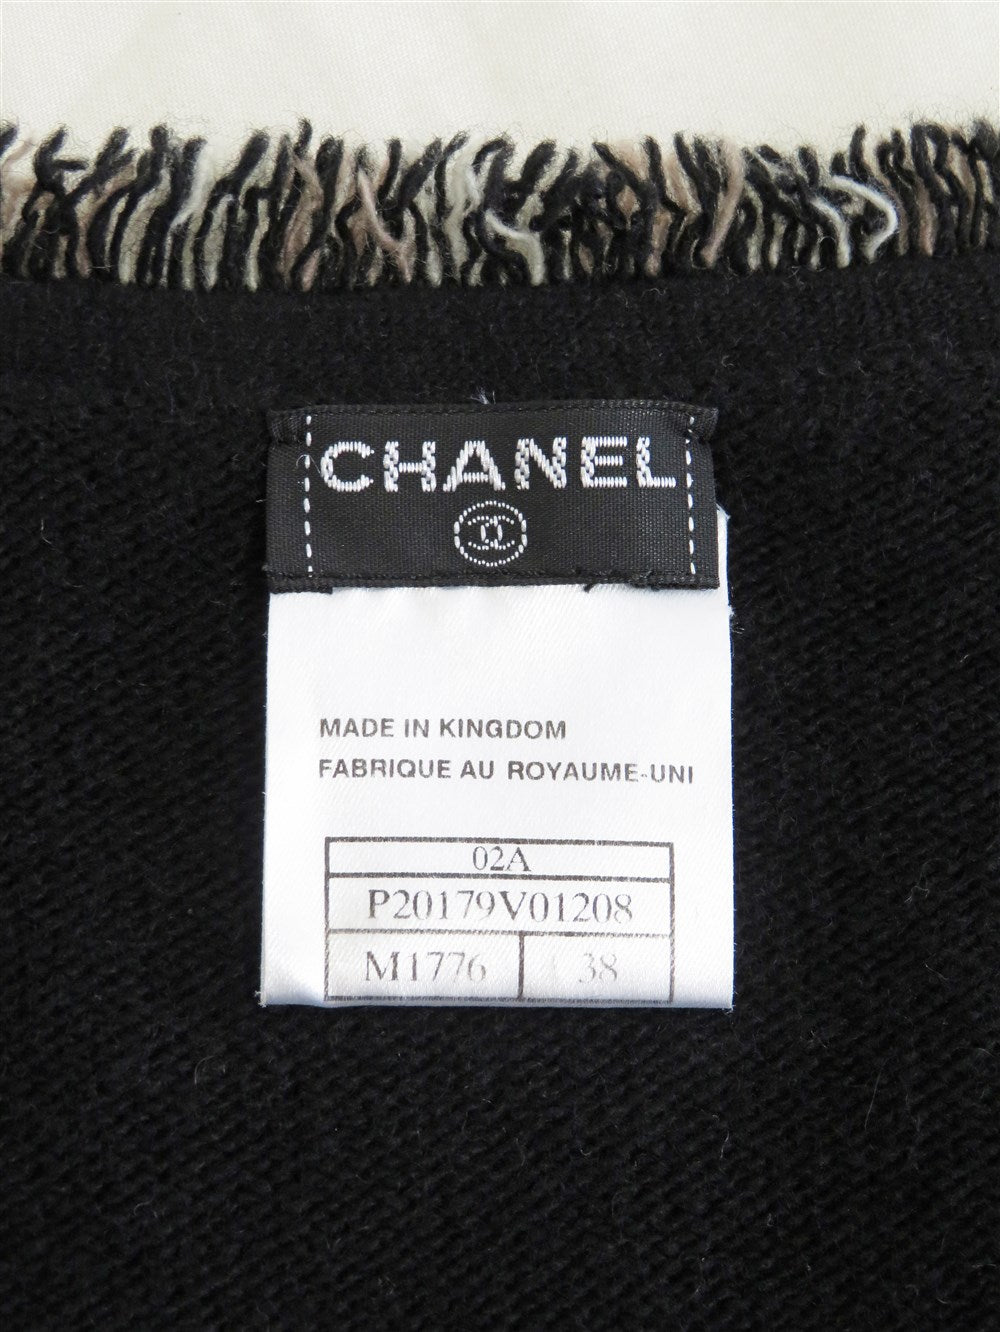 CHANEL
MADE IN KINGDOM
FABRIQUE AU ROYAUME-UNI
02A
P20179V01208
M1776 38